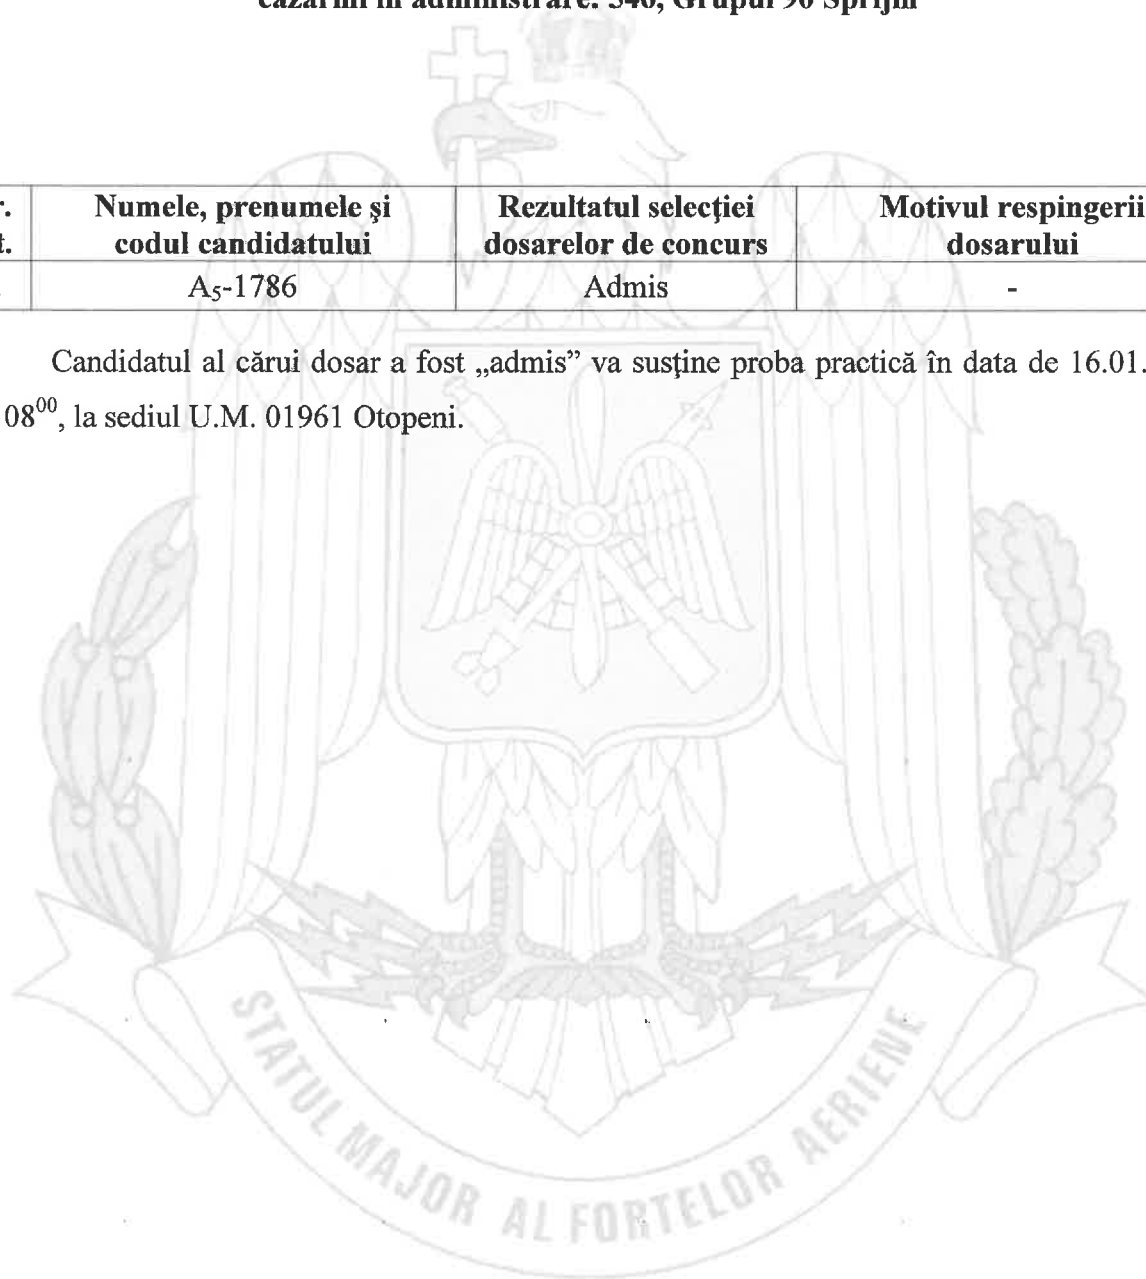 cazărmi în administrare: 346, Grupul 90 Sprijin
r. Numele, prenumele şi Rezultatul selecţiei Motivul respingerii
t. codul candidatului dosarelor de concurs dosarului
. A5-1786 Admis -
Candidatul al cărui dosar a fost „admis” va susţine proba practică în data de 16.01.
08⁰⁰, la sediul U.M. 01961 Otopeni.
STATUL MAJOR AL FORTELOR AERIENE